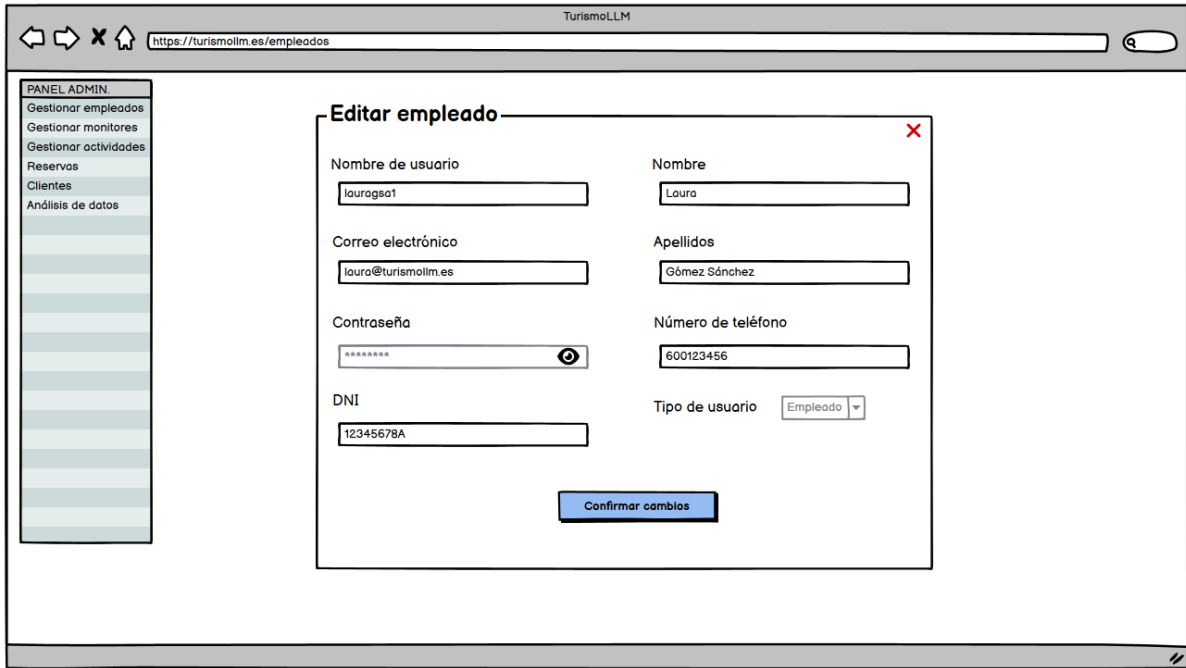 TurismoLLM
https://turismollm.es/empleados
PANEL ADMIN.
Gestionar empleados
Gestionar monitores
Gestionar actividades
Reservas
Clientes
Análisis de datos
Editar empleado
Nombre de usuario
lauragsa1
Nombre
Laura
Correo electrónico
laura@turismollm.es
Apellidos
Gómez Sánchez
Contraseña
********
Número de teléfono
600123456
DNI
12345678A
Tipo de usuario
Empleado
Confirmar cambios